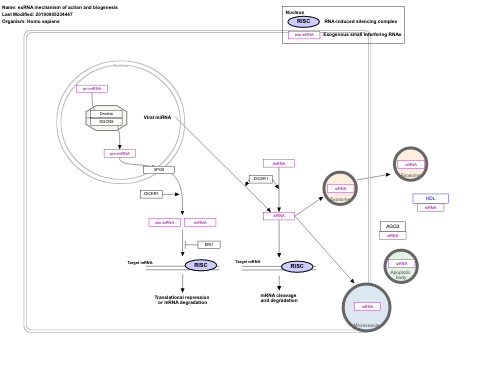 Name: exRNA mechanism of action and biogenesis
Last Modified: 20190905234447
Organism: Homo sapiens
Nucleus
RISC
RNA-induced silencing complex
exo-siRNA
Exogenous small interfering RNAs
Nucleus
pri-miRNA
Drosha
DGCR8
pre-miRNA
Viral miRNA
XPO5
DICER1
exo-siRNA
miRNA
ERI1
Target mRNA
RISC
Translational repression
or mRNA degradation
dsRNA
DICER1
siRNA
Target mRNA
RISC
mRNA cleavage
and degradation
siRNA
Exosome
siRNA
Exosome
HDL
siRNA
AGO2
siRNA
siRNA
Apoptotic
body
siRNA
Microvesicle